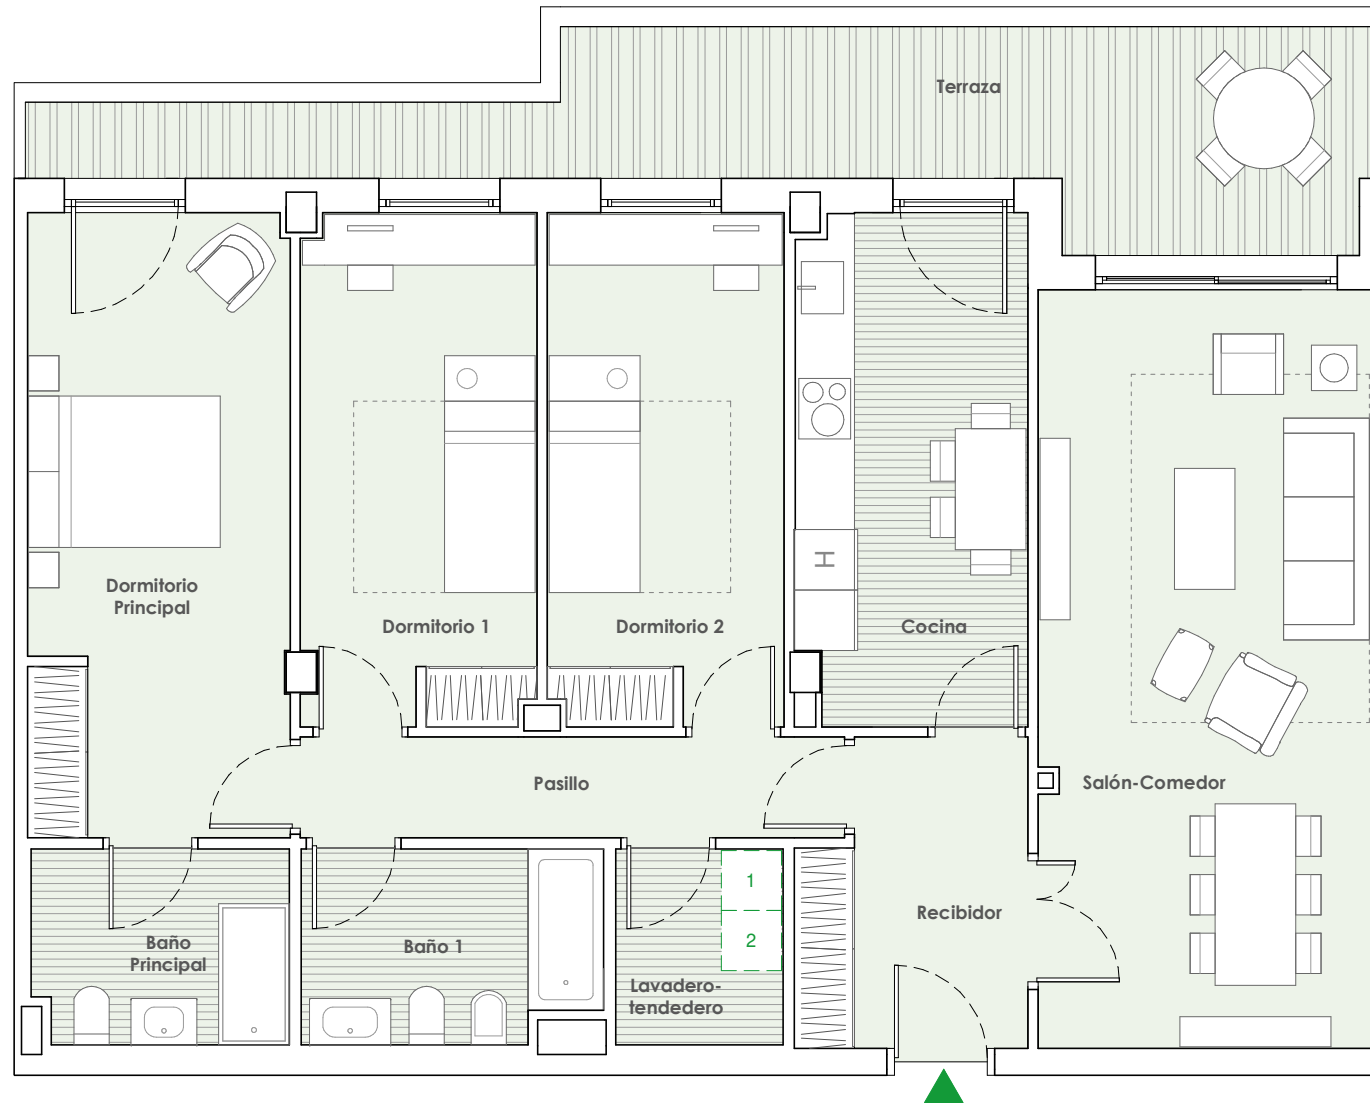 Terraza
Dormitorio
Principal
Dormitorio 1
Dormitorio 2
Cocina
H
Pasillo
Salón-Comedor
1
2
Recibidor
Baño
Principal
Baño 1
Lavadero-
tendedero